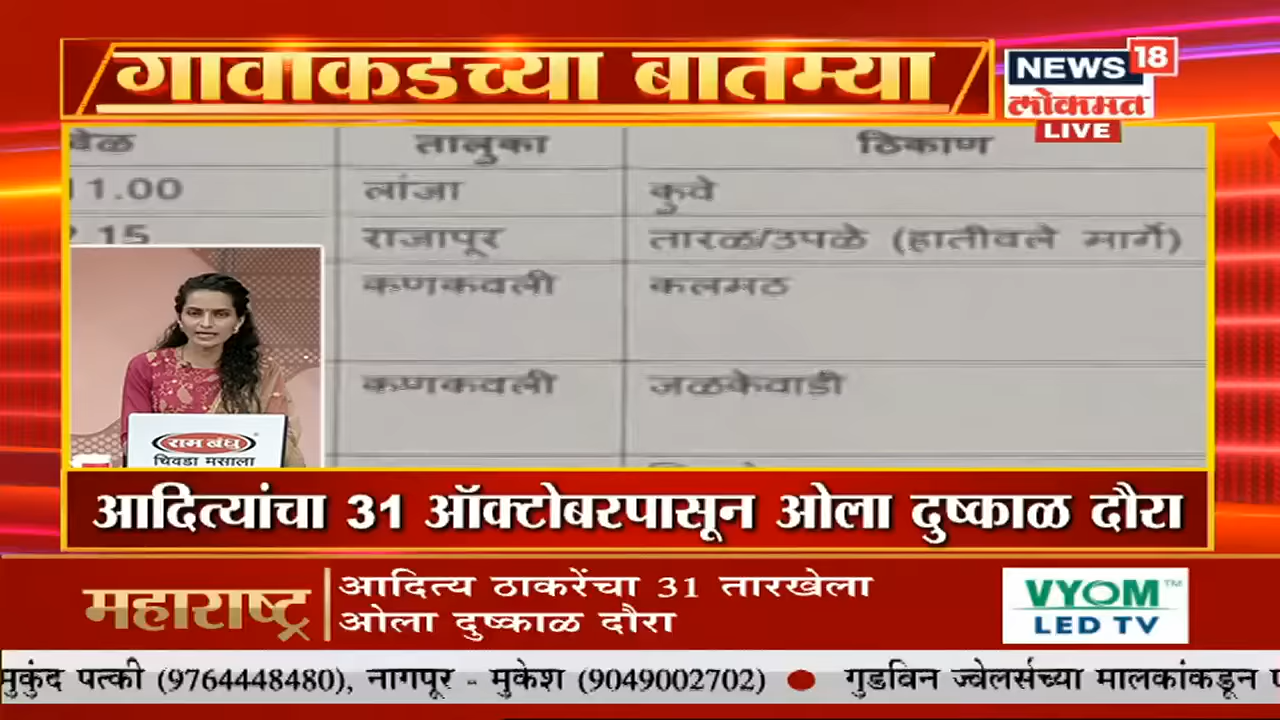 गावाकडच्या बातम्या
NEWS 18
लोकमत
LIVE
वेळ तालुका ठिकाण
11.00 लांजा कुवे
15 राजापूर तारळ/उपळे (हातीवले मार्गे)
कणकवली कलमठ
कणकवली जळकेवाडी
राम बंधु
चिवडा मसाला
आदित्यांचा 31 ऑक्टोबरपासून ओला दुष्काळ दौरा
महाराष्ट्र
आदित्य ठाकरेंचा 31 तारखेला
ओला दुष्काळ दौरा
VYOM TM
LED TV
मुकुंद पत्की (9764448480), नागपूर - मुकेश (9049002702) ● गुडविन ज्वेलर्सच्या मालकांकडून